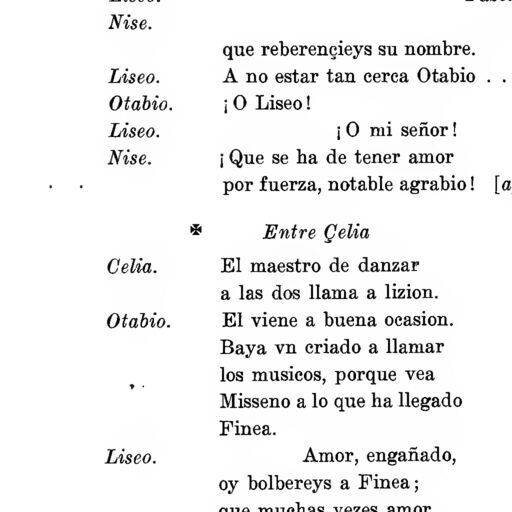 Nise.
que reberençieys su nombre.
Liseo. A no estar tan cerca Otabio . .
Otabio. ¡O Liseo!
Liseo. ¡O mi señor!
Nise. ¡Que se ha de tener amor
por fuerza, notable agrabio! [a
✠ Entre Çelia
Celia. El maestro de danzar
a las dos llama a lizion.
Otabio. El viene a buena ocasion.
Baya vn criado a llamar
los musicos, porque vea
Misseno a lo que ha llegado
Finea.
Liseo. Amor, engañado,
oy bolbereys a Finea;
que muchas vezes amor